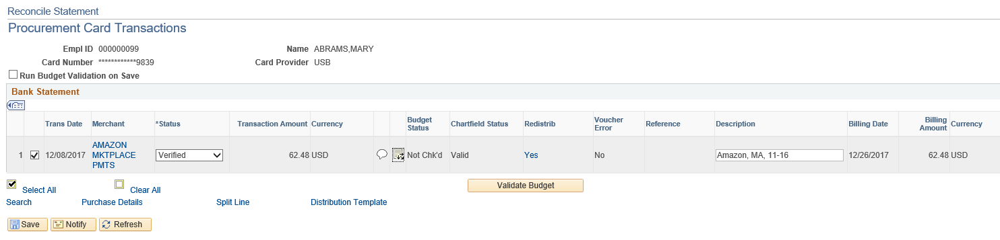 Reconcile Statement
Procurement Card Transactions
Empl ID 000000099 Name ABRAMS,MARY
Card Number ************9839 Card Provider USB
Run Budget Validation on Save
Bank Statement
Trans Date Merchant *Status Transaction Amount Currency Budget Status Chartfield Status Redistrib Voucher Error Reference Description Billing Date Billing Amount Currency
1 12/08/2017 AMAZON MKTPLACE PMTS Verified 62.48 USD Not Chk'd Valid Yes No Amazon, MA, 11-16 12/26/2017 62.48 USD
Select All Clear All Validate Budget
Search Purchase Details Split Line Distribution Template
Save Notify Refresh